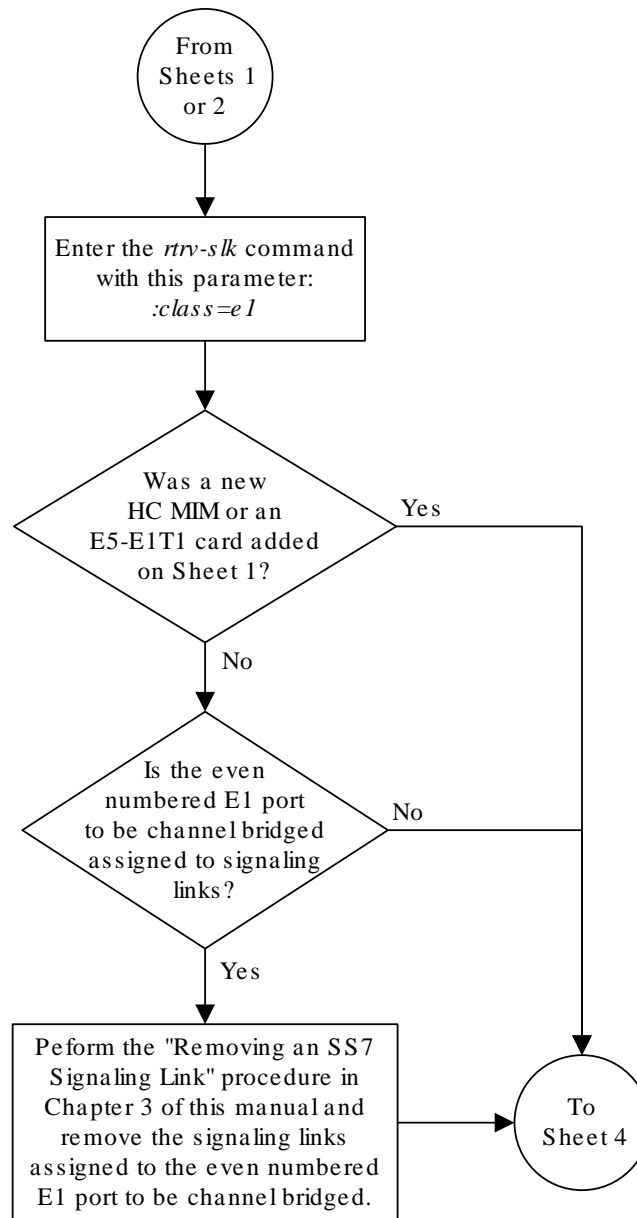 From
Sheets 1
or 2
Enter the rtrv-slk command
with this parameter:
:class=e1
Was a new
HC MIM or an
E5-E1T1 card added
on Sheet 1?
Yes
No
Is the even
numbered E1 port
to be channel bridged
assigned to signaling
links?
No
Yes
Peform the "Removing an SS7
Signaling Link" procedure in
Chapter 3 of this manual and
remove the signaling links
assigned to the even numbered
E1 port to be channel bridged.
To
Sheet 4